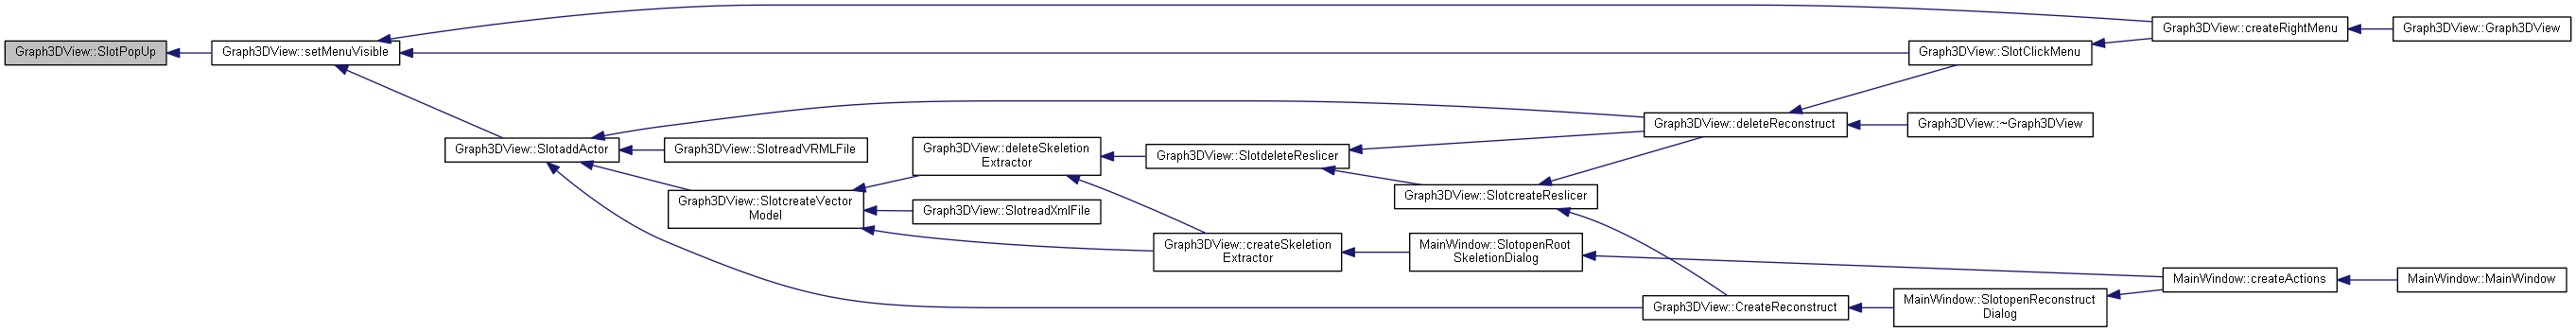 Graph3DView::SlotPopUp
Graph3DView::setMenuVisible
Graph3DView::createRightMenu
Graph3DView::Graph3DView
Graph3DView::SlotClickMenu
Graph3DView::SlotaddActor
Graph3DView::deleteReconstruct
Graph3DView::~Graph3DView
Graph3DView::SlotreadVRMLFile
Graph3DView::SlotcreateVector
Model
Graph3DView::deleteSkeletion
Extractor
Graph3DView::SlotdeleteReslicer
Graph3DView::SlotcreateReslicer
Graph3DView::SlotreadXmlFile
Graph3DView::createSkeletion
Extractor
MainWindow::SlotopenRoot
SkeletionDialog
Graph3DView::CreateReconstruct
MainWindow::SlotopenReconstruct
Dialog
MainWindow::createActions
MainWindow::MainWindow